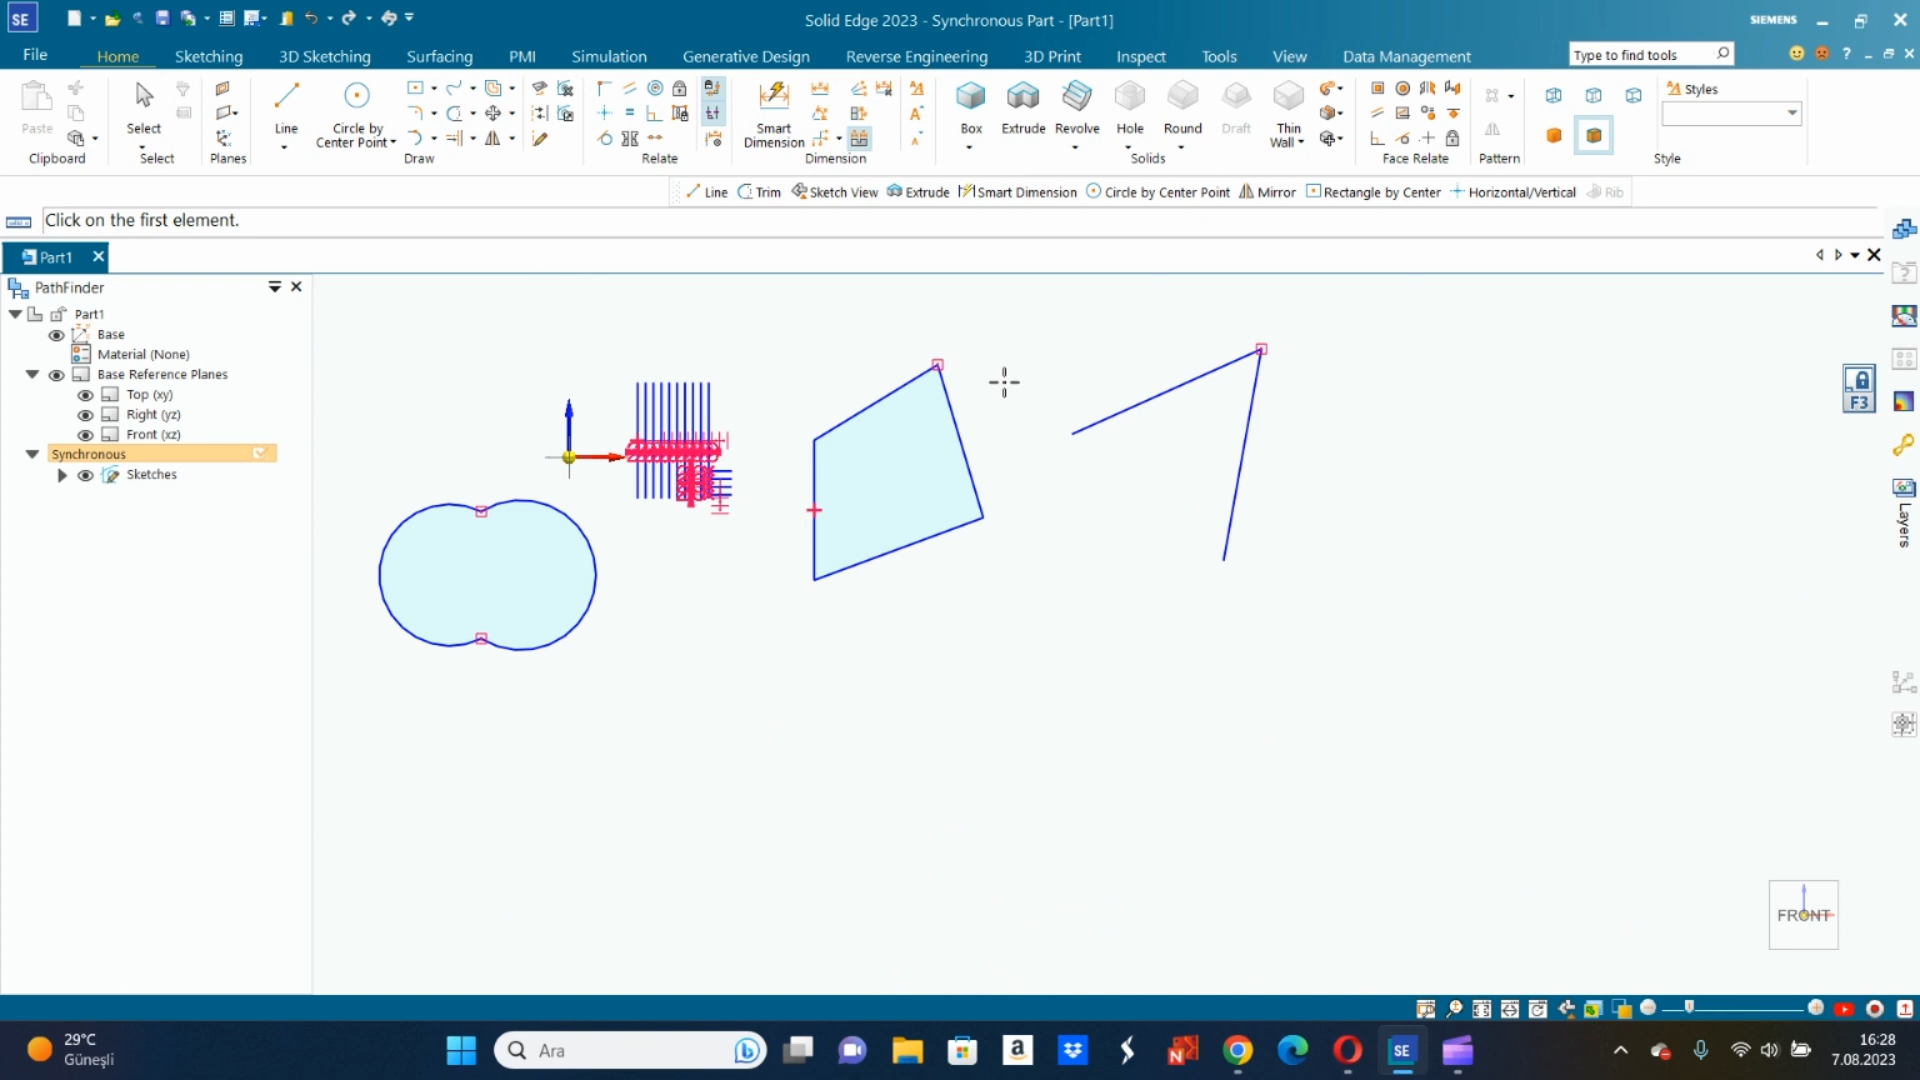 SE
Solid Edge 2023 - Synchronous Part - [Part1]
SIEMENS
File
Home
Sketching
3D Sketching
Surfacing
PMI
Simulation
Generative Design
Reverse Engineering
3D Print
Inspect
Tools
View
Data Management
Type to find tools
Paste
Clipboard
Select
Select
Planes
Line
Circle by
Center Point
Draw
Relate
Smart
Dimension
Dimension
Box
Extrude
Revolve
Hole
Round
Draft
Thin
Wall
Solids
Face Relate
Pattern
Styles
Style
Line
Trim
Sketch View
Extrude
Smart Dimension
Circle by Center Point
Mirror
Rectangle by Center
Horizontal/Vertical
Rib
Click on the first element.
Part1
PathFinder
Part1
Base
Material (None)
Base Reference Planes
Top (xy)
Right (yz)
Front (xz)
Synchronous
Sketches
F3
Layers
FRONT
29°C
Güneşli
Ara
SE
16:28
7.08.2023